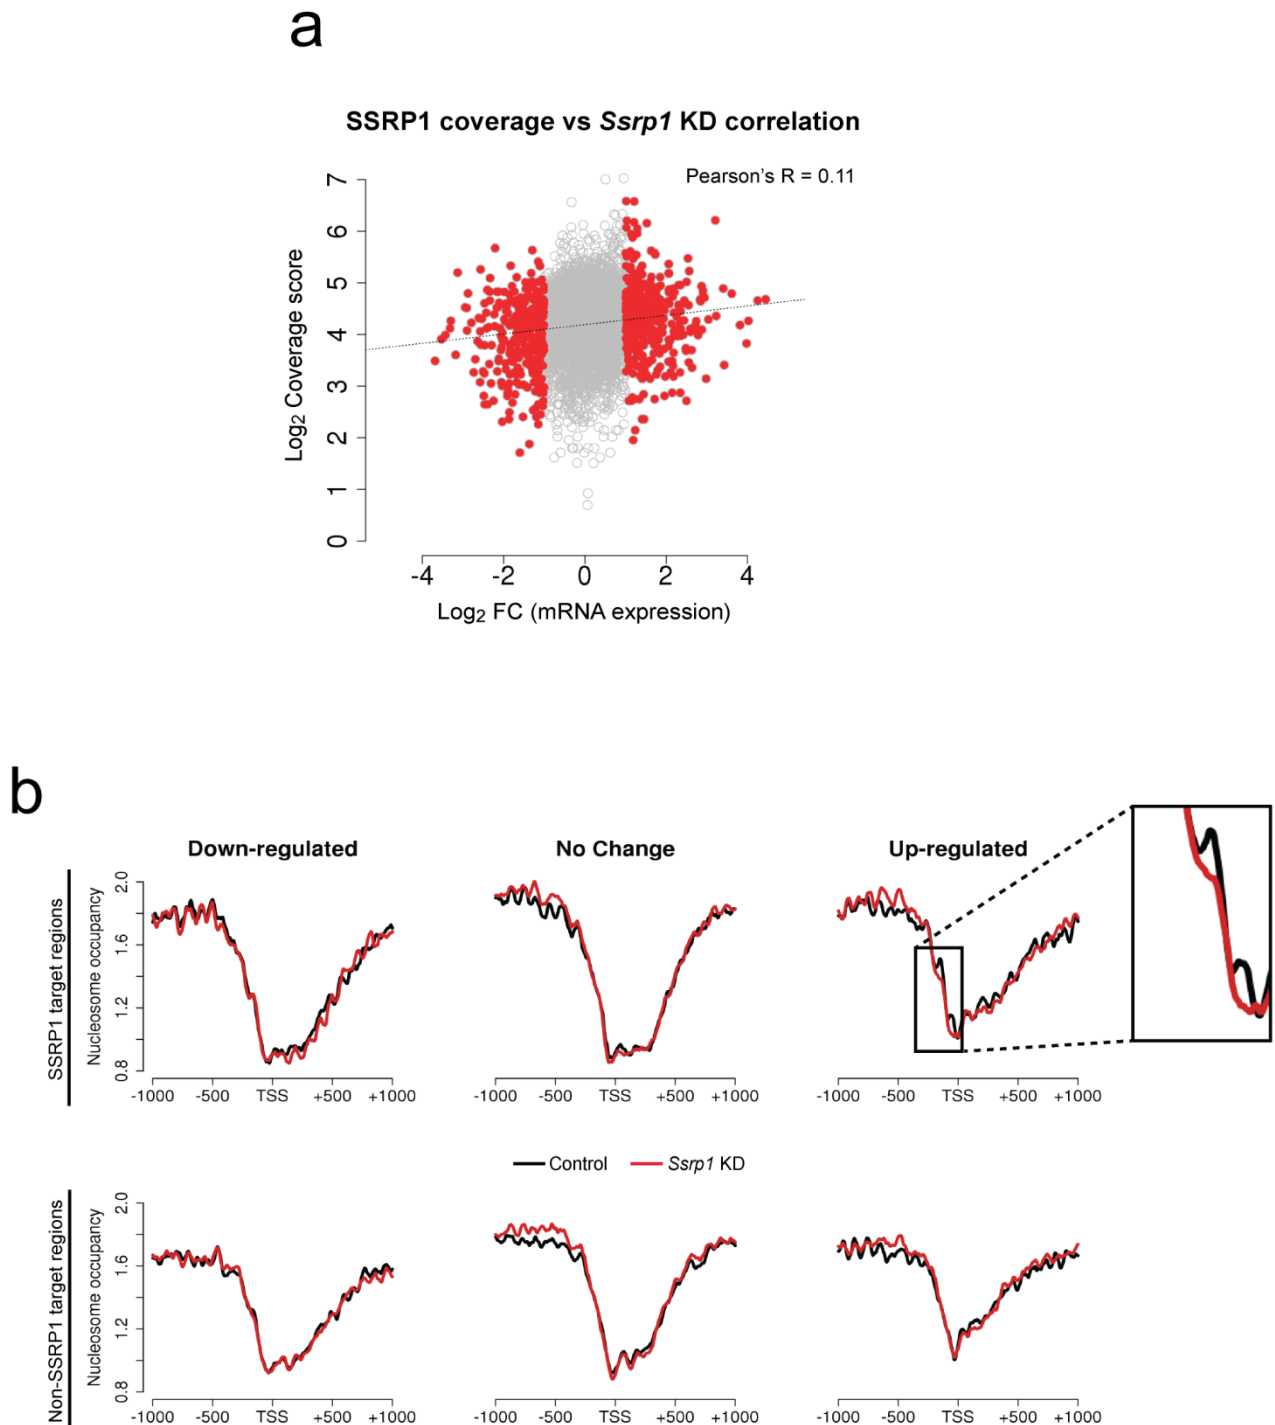 a
SSRP1 coverage vs Ssrp1 KD correlation
Pearson's R = 0.11
Log2 Coverage score
7
6
5
4
3
2
1
0
-4 -2 0 2 4
Log2 FC (mRNA expression)
b
Down-regulated No Change Up-regulated
SSRP1 target regions
Nucleosome occupancy
2.0
1.6
1.2
0.8
-1000 -500 TSS +500 +1000 -1000 -500 TSS +500 +1000 -1000 -500 TSS +500 +1000
Control Ssrp1 KD
Non-SSRP1 target regions
Nucleosome occupancy
2.0
1.6
1.2
0.8
-1000 -500 TSS +500 +1000 -1000 -500 TSS +500 +1000 -1000 -500 TSS +500 +1000